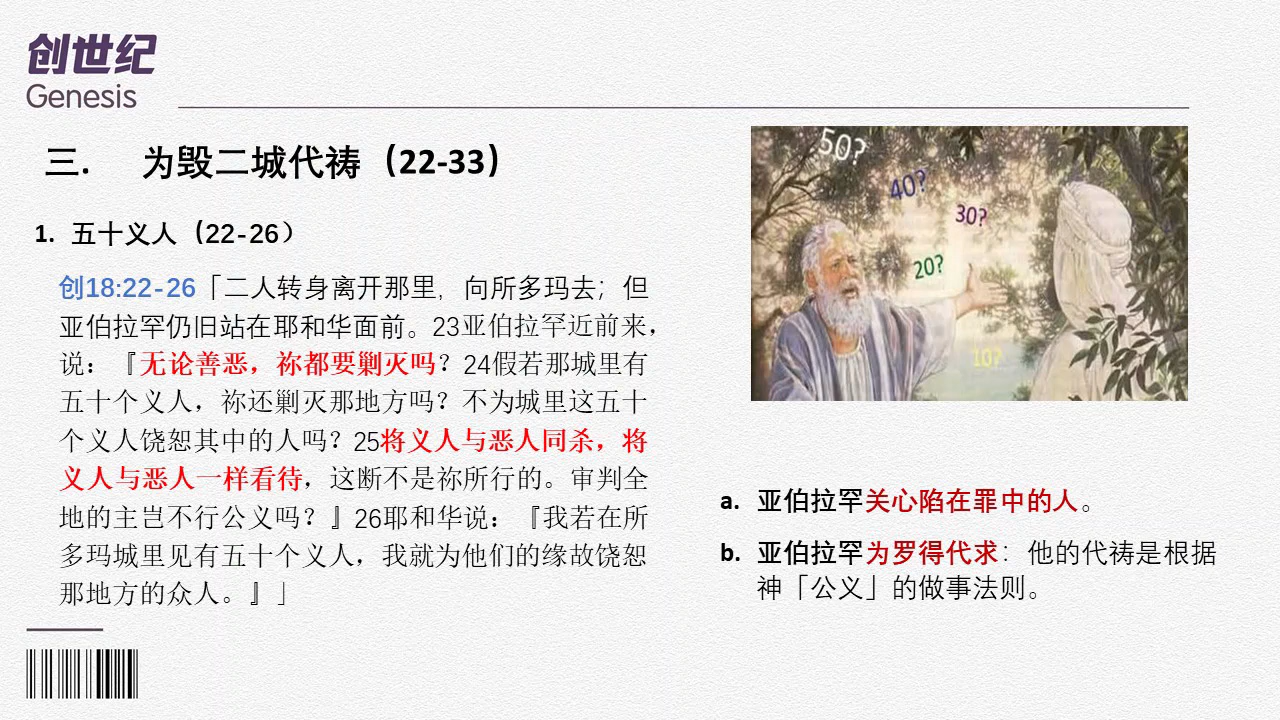 创世纪
Genesis
三. 为毁二城代祷（22-33）
1. 五十义人（22-26）
创18:22-26「二人转身离开那里，向所多玛去；但
亚伯拉罕仍旧站在耶和华面前。23亚伯拉罕近前来，
说：『无论善恶，祢都要剿灭吗？24假若那城里有
五十个义人，祢还剿灭那地方吗？不为城里这五十
个义人饶恕其中的人吗？25将义人与恶人同杀，将
义人与恶人一样看待，这断不是祢所行的。审判全
地的主岂不行公义吗？』26耶和华说：『我若在所
多玛城里见有五十个义人，我就为他们的缘故饶恕
那地方的众人。』」
50?
40?
30?
20?
10?
a. 亚伯拉罕关心陷在罪中的人。
b. 亚伯拉罕为罗得代求：他的代祷是根据
神「公义」的做事法则。